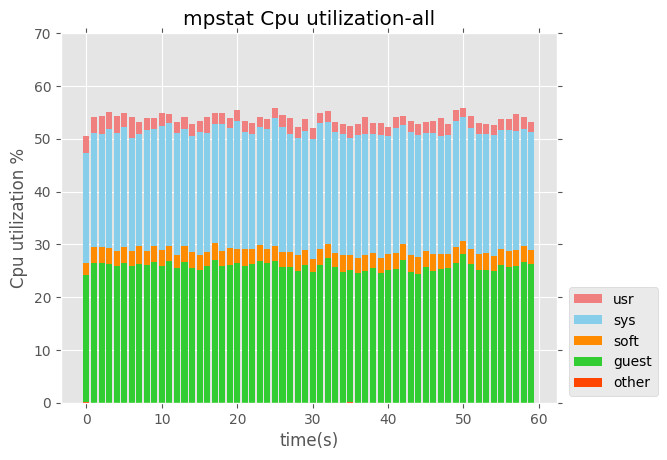 mpstat Cpu utilization-all
Cpu utilization %
70
60
50
40
30
20
10
0
0 10 20 30 40 50 60
time(s)
usr
sys
soft
guest
other